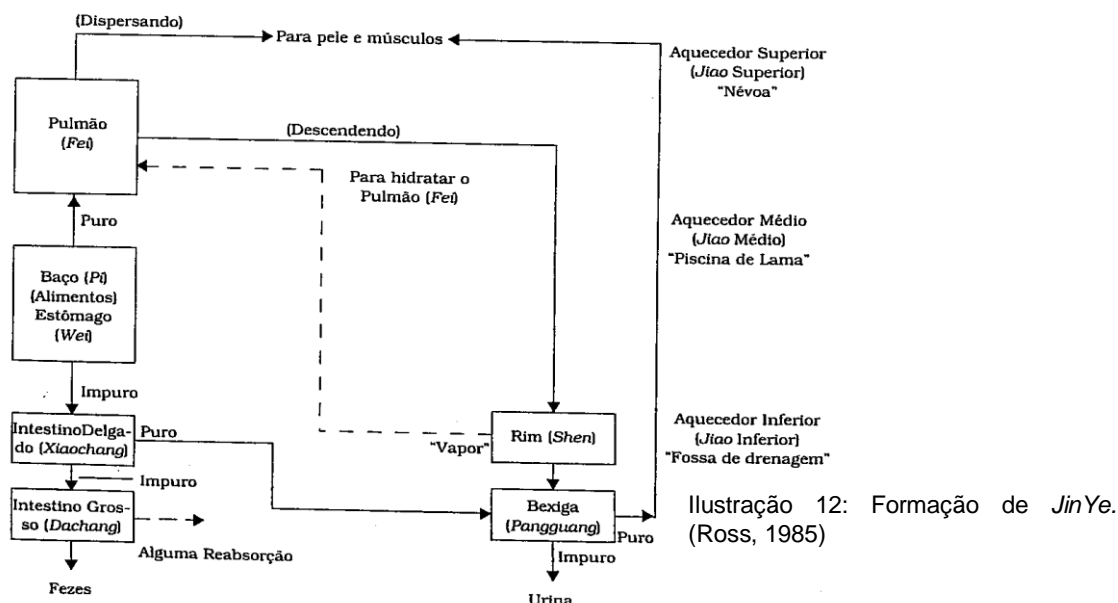 (Dispersando)
Para pele e músculos
Aquecedor Superior
(Jiao Superior)
"Névoa"
Pulmão
(Fei)
(Descendendo)
Para hidratar o
Pulmão (Fei)
Puro
Aquecedor Médio
(Jiao Médio)
"Piscina de Lama"
Baço (Pi)
(Alimentos)
Estômago
(Wei)
Impuro
IntestinoDelga-
do (Xiaochang)
Puro
"Vapor"
Rim (Shen)
Aquecedor Inferior
(Jiao Inferior)
"Fossa de drenagem"
Impuro
Intestino Gros-
so (Dachang)
Alguma Reabsorção
Bexiga
(Pangguang)
Puro
Impuro
Fezes
Urina
Ilustração 12: Formação de JinYe.
(Ross, 1985)